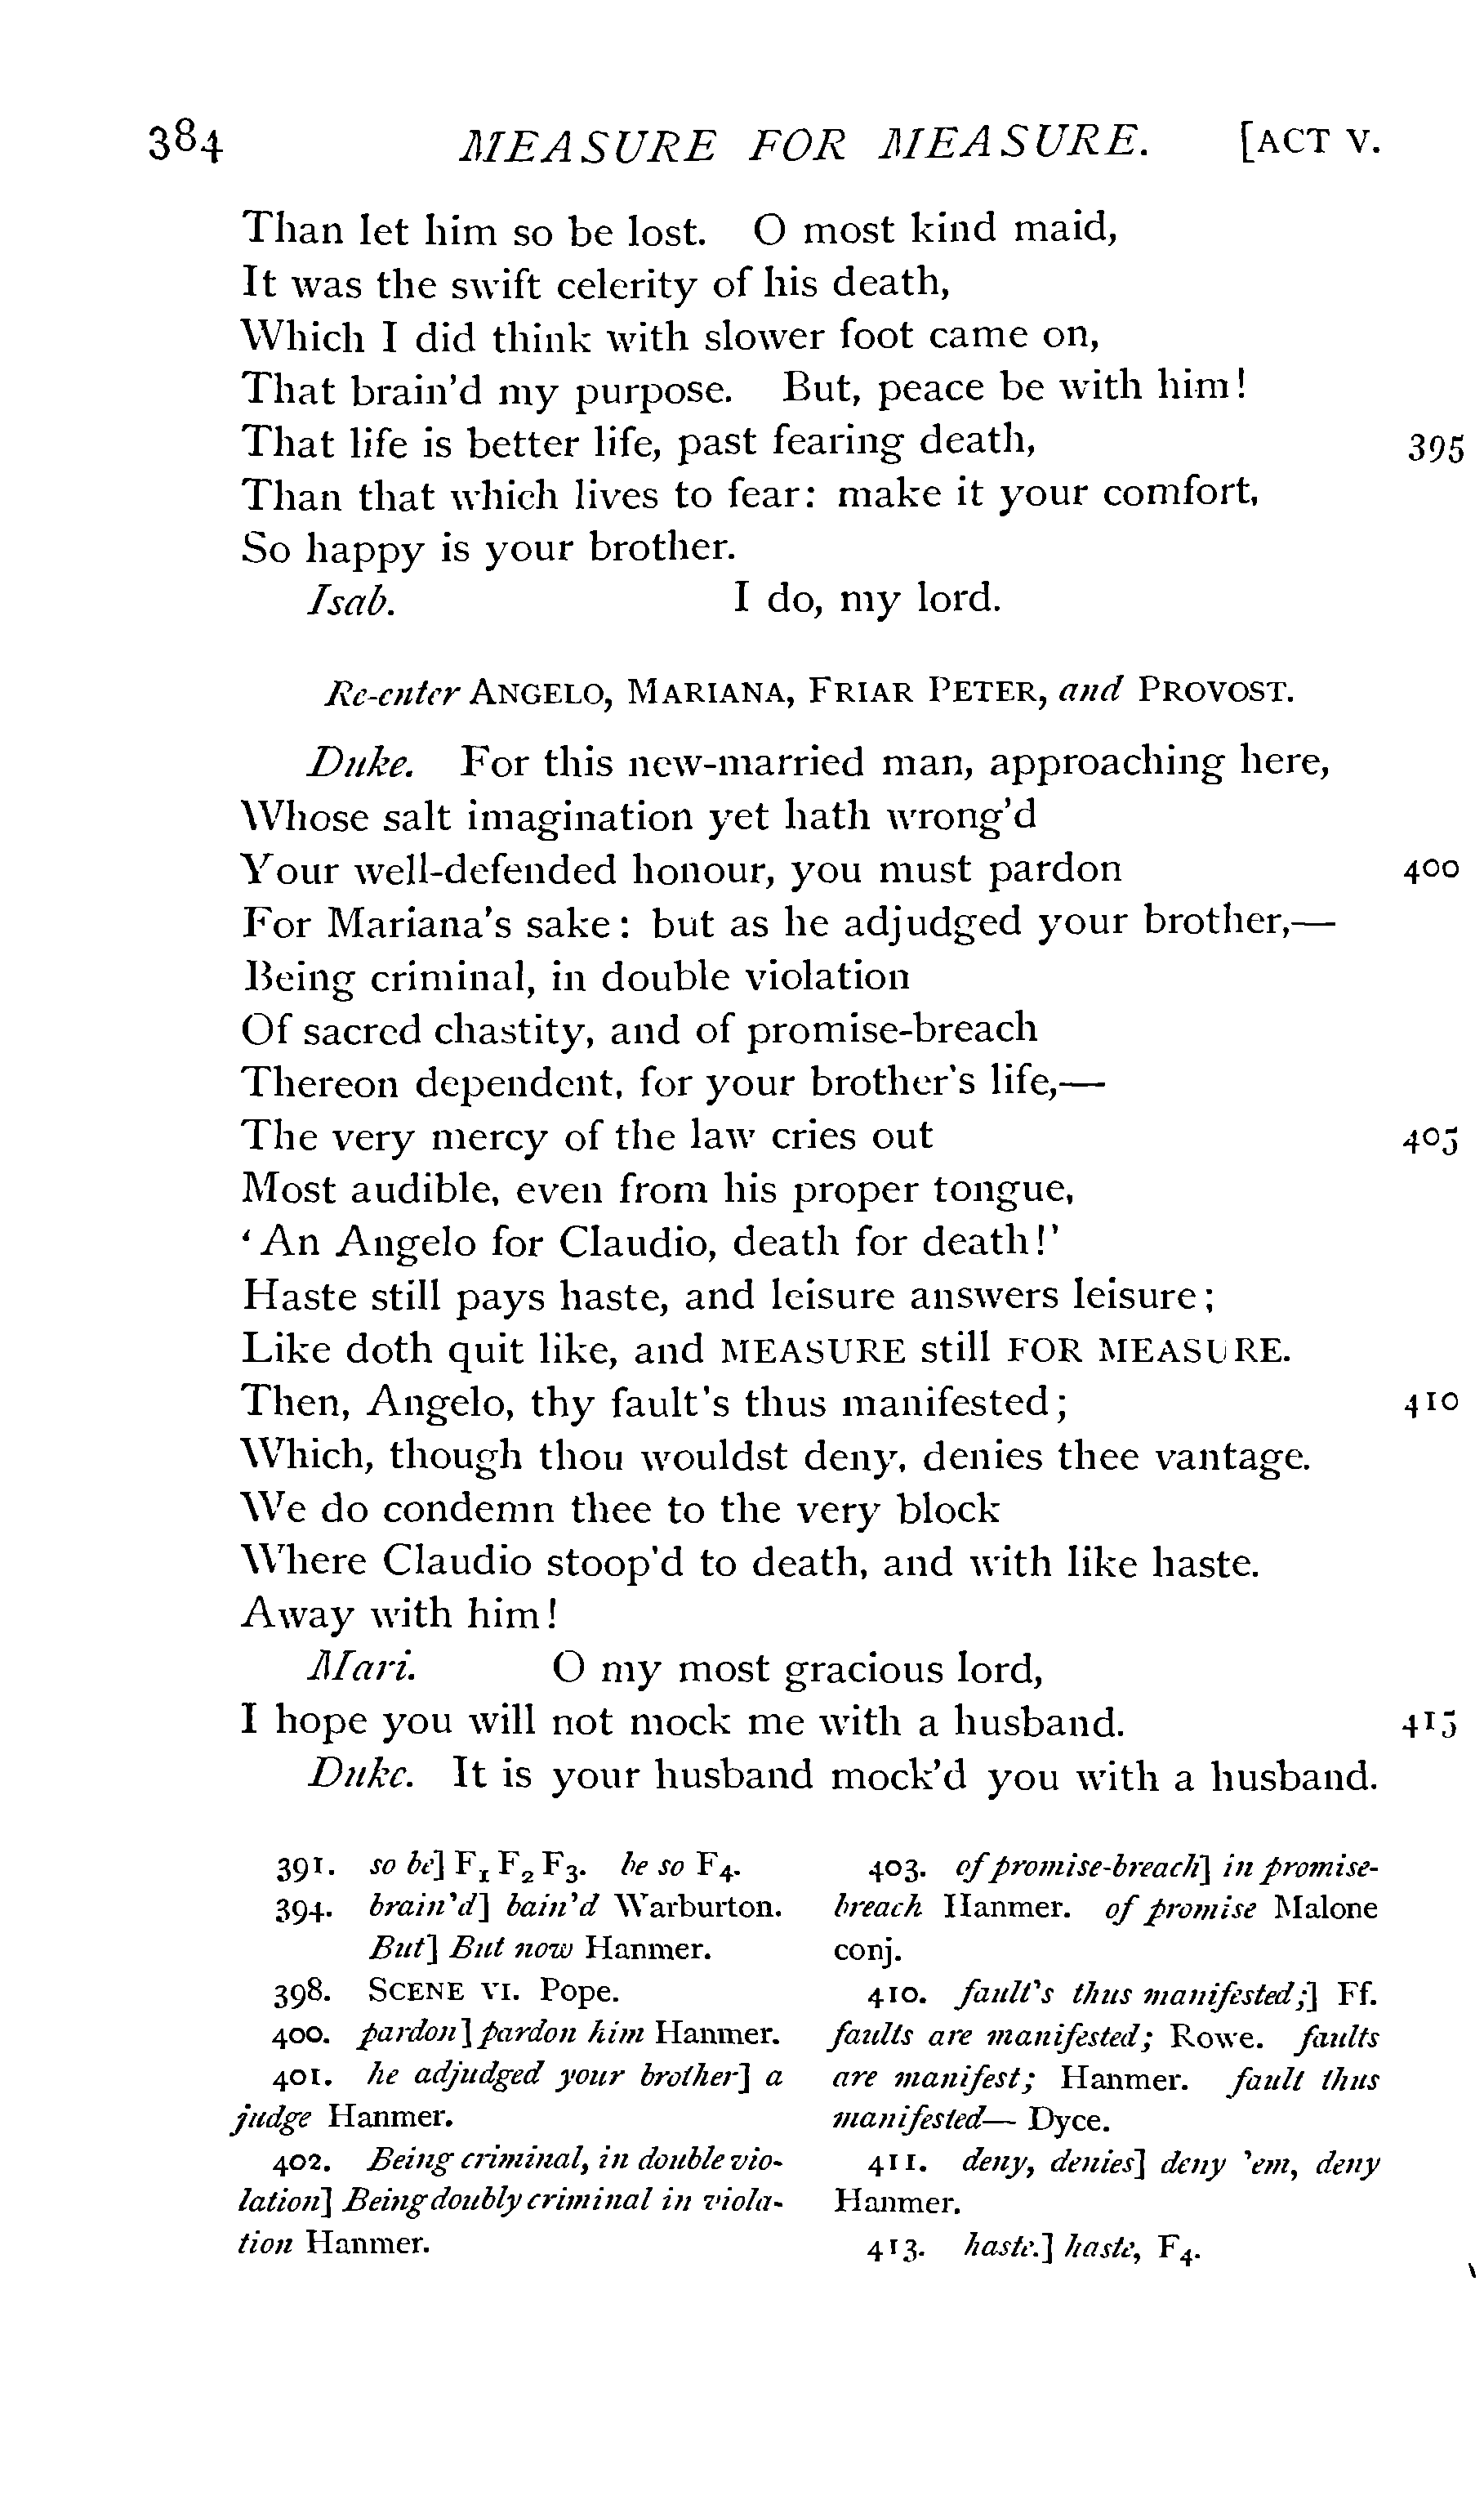 384 MEASURE FOR MEASURE. [ACT V.
Than let him so be lost. O most kind maid,
It was the swift celerity of his death,
Which I did think with slower foot came on,
That brain'd my purpose. But, peace be with him!
That life is better life, past fearing death, 395
Than that which lives to fear: make it your comfort,
So happy is your brother.
Isab. I do, my lord.
Re-enter ANGELO, MARIANA, FRIAR PETER, and PROVOST.
Duke. For this new-married man, approaching here,
Whose salt imagination yet hath wrong'd
Your well-defended honour, you must pardon 400
For Mariana's sake: but as he adjudged your brother,—
Being criminal, in double violation
Of sacred chastity, and of promise-breach
Thereon dependent, for your brother's life,—
The very mercy of the law cries out 405
Most audible, even from his proper tongue,
'An Angelo for Claudio, death for death!'
Haste still pays haste, and leisure answers leisure;
Like doth quit like, and MEASURE still FOR MEASURE.
Then, Angelo, thy fault's thus manifested; 410
Which, though thou wouldst deny, denies thee vantage.
We do condemn thee to the very block
Where Claudio stoop'd to death, and with like haste.
Away with him!
Mari. O my most gracious lord,
I hope you will not mock me with a husband. 415
Duke. It is your husband mock'd you with a husband.
391. so be] F1 F2 F3. be so F4.
394. brain'd] bain'd Warburton.
But] But now Hanmer.
398. SCENE VI. Pope.
400. pardon] pardon him Hanmer.
401. he adjudged your brother] a
judge Hanmer.
402. Being criminal, in double vio-
lation] Being doubly criminal in viola-
tion Hanmer.
403. of promise-breach] in promise-
breach Hanmer. of promise Malone
conj.
410. fault's thus manifested;] Ff.
faults are manifested; Rowe. faults
are manifest; Hanmer. fault thus
manifested— Dyce.
411. deny, denies] deny 'em, deny
Hanmer.
413. haste.] haste, F4.